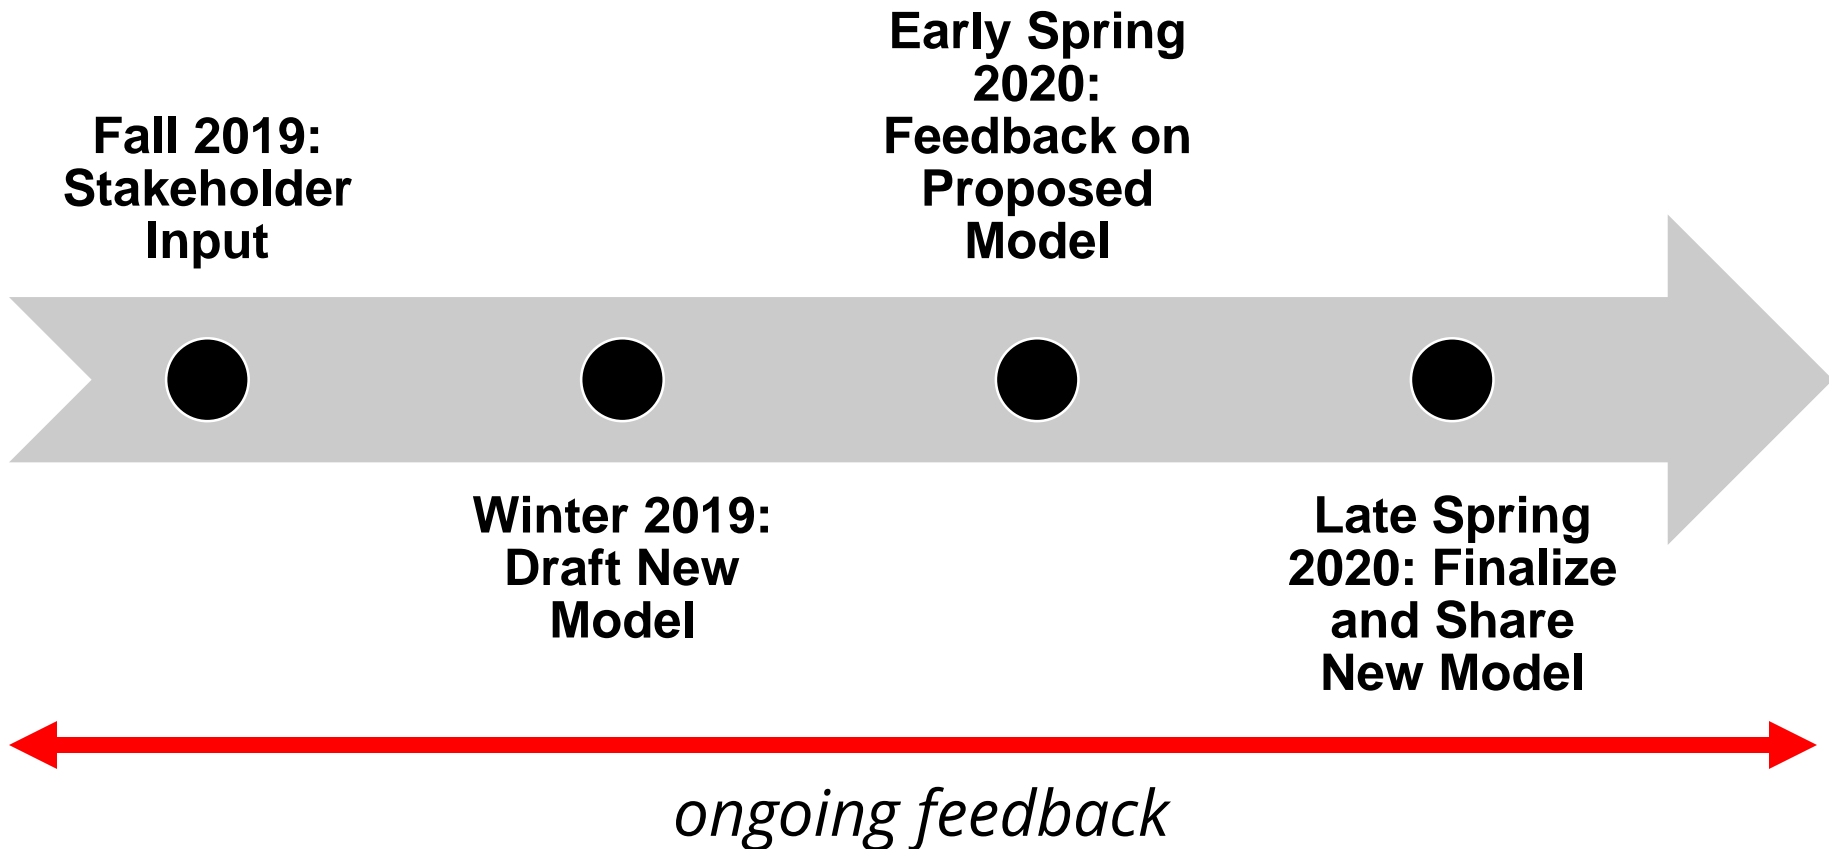 Fall 2019:
Stakeholder
Input
Winter 2019:
Draft New
Model
Early Spring
2020:
Feedback on
Proposed
Model
Late Spring
2020: Finalize
and Share
New Model
ongoing feedback